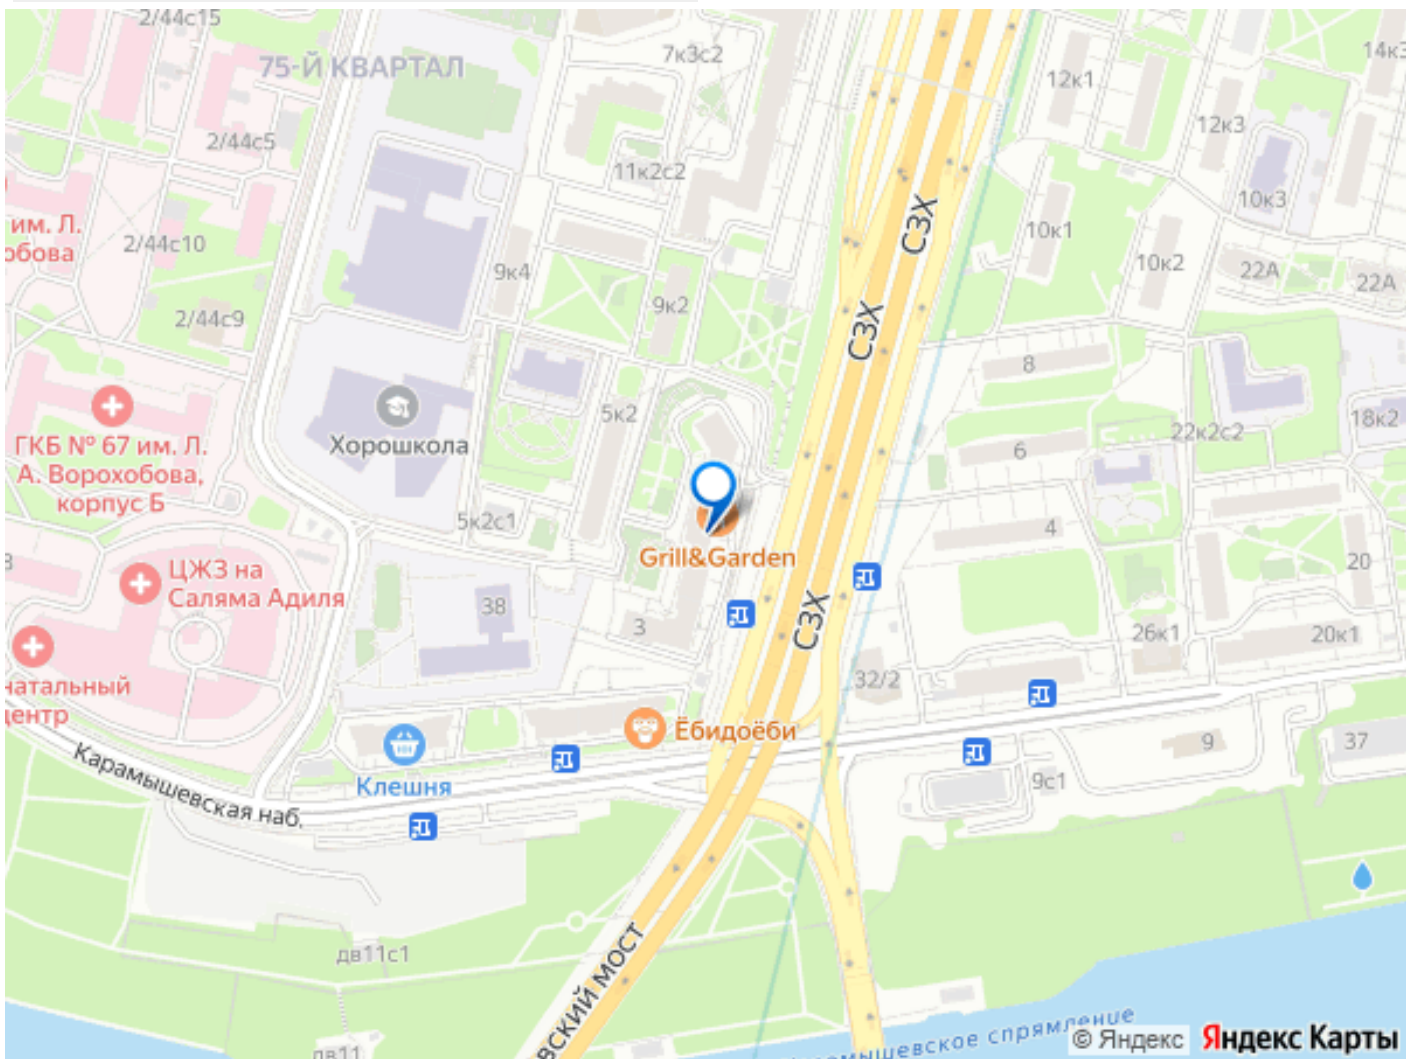 2/44с15
75-Й КВАРТАЛ
7к3с2
12к1
14к3
2/44с5
12к3
11к2с2
10к3
им. Л.
обова
2/44с10
СЗХ
10к1
9к4
10к2
22А
22А
2/44с9
9к2
СЗХ
8
5к2
18к2
ГКБ № 67 им. Л.
А. Ворохобова,
корпус Б
Хорошкола
22к2с2
6
5к2с1
4
Grill&Garden
20
ЦЖЗ на
Саляма Адиля
38
3
СЗХ
26к1
20к1
натальный
центр
32/2
Ёбидоёби
9
37
Карамышевская наб.
Клешня
9с1
дв11с1
ВСКИЙ МОСТ
мышевское спрямление
дв11
© Яндекс
Яндекс Карты